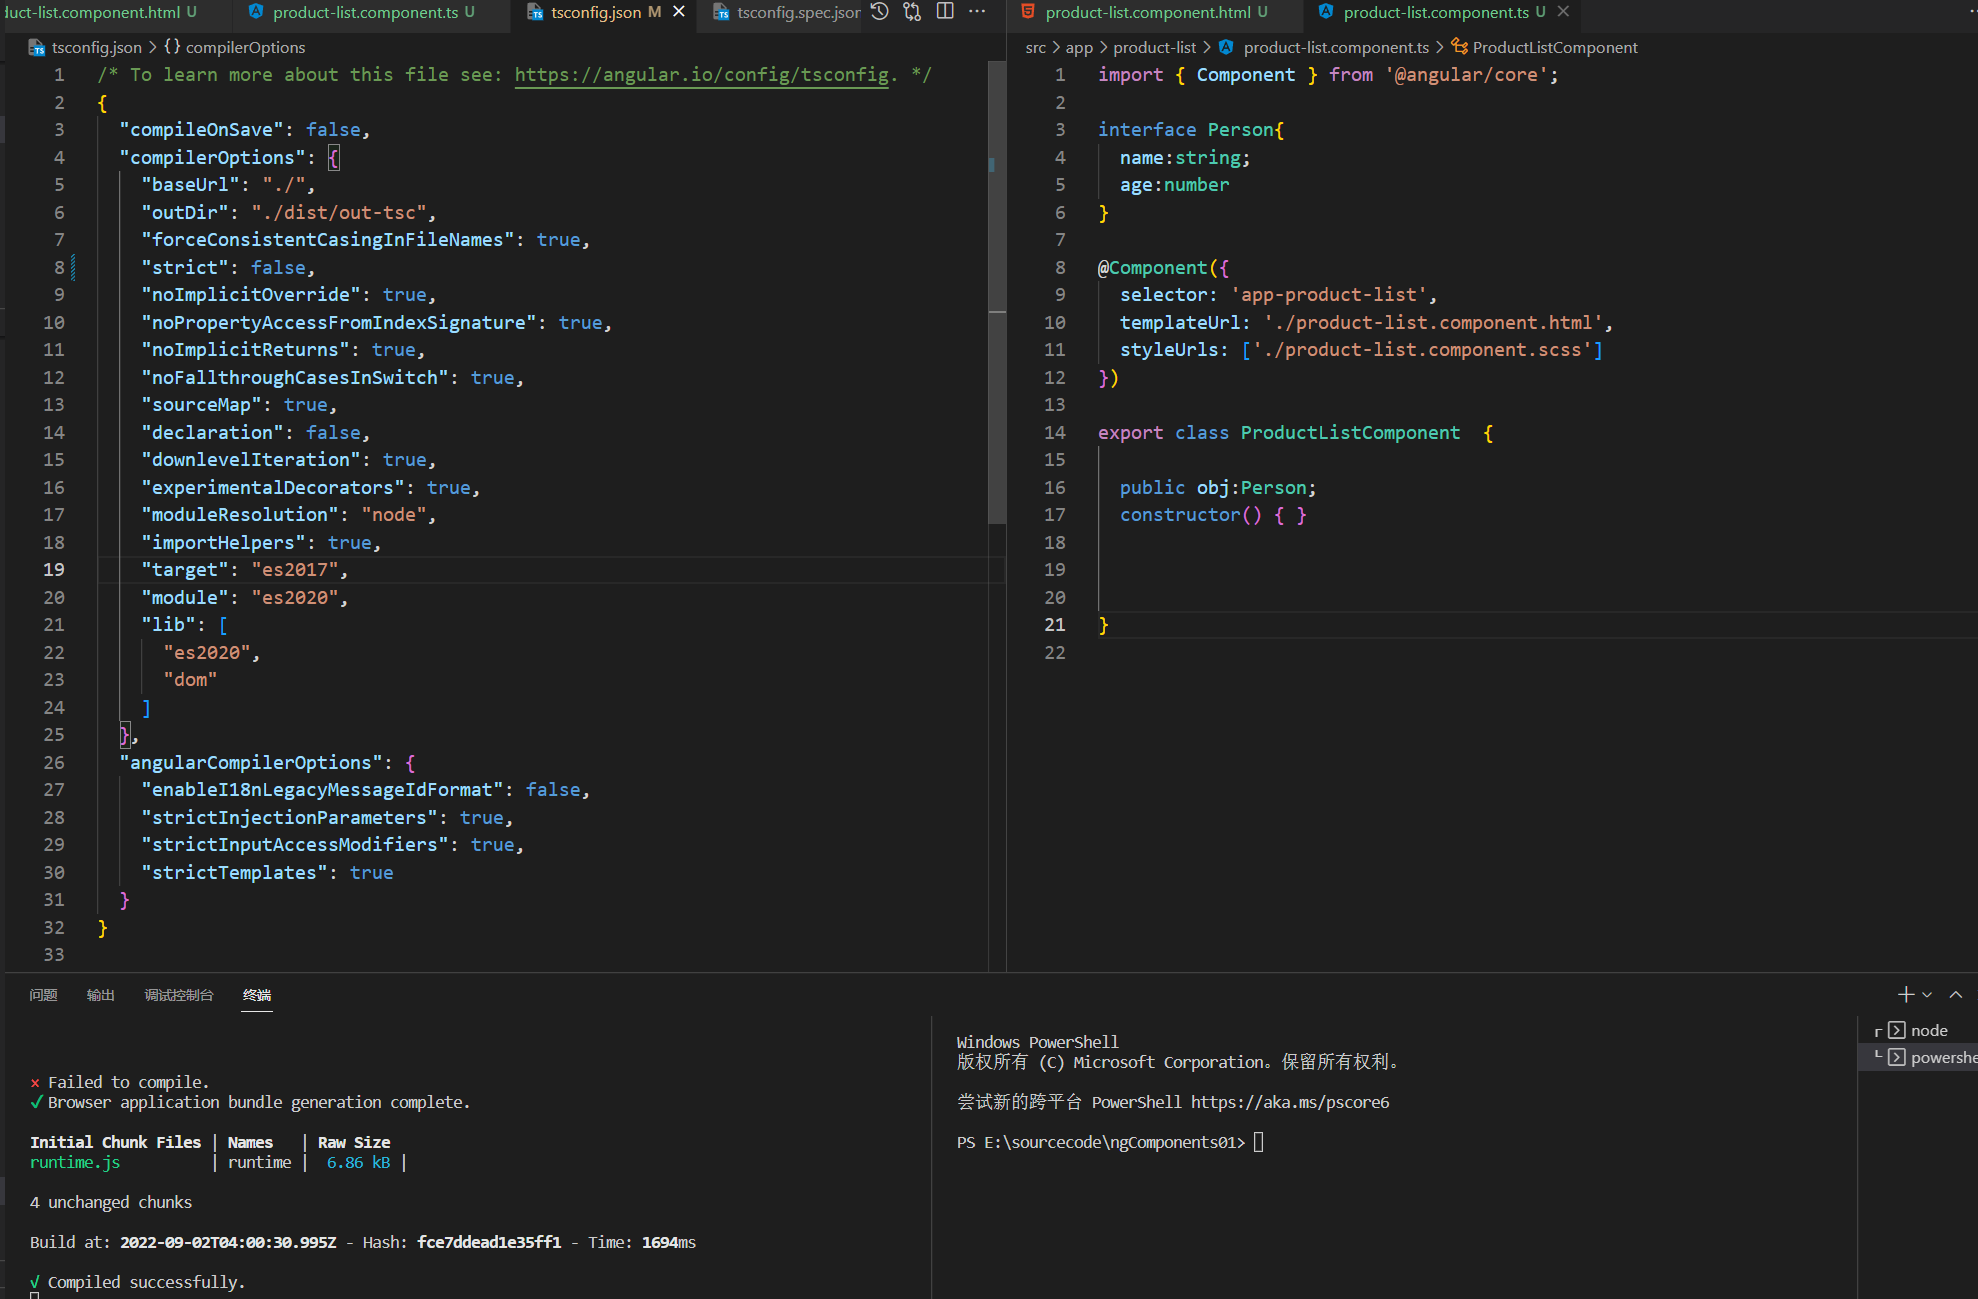 duct-list.component.html U
product-list.component.ts U
tsconfig.json M
tsconfig.spec.json
tsconfig.json > {} compilerOptions
1 /* To learn more about this file see: https://angular.io/config/tsconfig. */
2 {
3 "compileOnSave": false,
4 "compilerOptions": {
5 "baseUrl": "./",
6 "outDir": "./dist/out-tsc",
7 "forceConsistentCasingInFileNames": true,
8 "strict": false,
9 "noImplicitOverride": true,
10 "noPropertyAccessFromIndexSignature": true,
11 "noImplicitReturns": true,
12 "noFallthroughCasesInSwitch": true,
13 "sourceMap": true,
14 "declaration": false,
15 "downlevelIteration": true,
16 "experimentalDecorators": true,
17 "moduleResolution": "node",
18 "importHelpers": true,
19 "target": "es2017",
20 "module": "es2020",
21 "lib": [
22 "es2020",
23 "dom"
24 ]
25 },
26 "angularCompilerOptions": {
27 "enableI18nLegacyMessageIdFormat": false,
28 "strictInjectionParameters": true,
29 "strictInputAccessModifiers": true,
30 "strictTemplates": true
31 }
32 }
33
product-list.component.html U
product-list.component.ts U
src > app > product-list > product-list.component.ts > ProductListComponent
1 import { Component } from '@angular/core';
2
3 interface Person{
4 name:string;
5 age:number
6 }
7
8 @Component({
9 selector: 'app-product-list',
10 templateUrl: './product-list.component.html',
11 styleUrls: ['./product-list.component.scss']
12 })
13
14 export class ProductListComponent  {
15
16 public obj:Person;
17 constructor() { }
18
19
20
21 }
22
问题 输出 调试控制台 终端
× Failed to compile.
√ Browser application bundle generation complete.
Initial Chunk Files | Names | Raw Size
runtime.js | runtime | 6.86 kB |
4 unchanged chunks
Build at: 2022-09-02T04:00:30.995Z - Hash: fce7ddead1e35ff1 - Time: 1694ms
√ Compiled successfully.
Windows PowerShell
版权所有 (C) Microsoft Corporation。保留所有权利。
尝试新的跨平台 PowerShell https://aka.ms/pscore6
PS E:\sourcecode\ngComponents01>
node
powershe